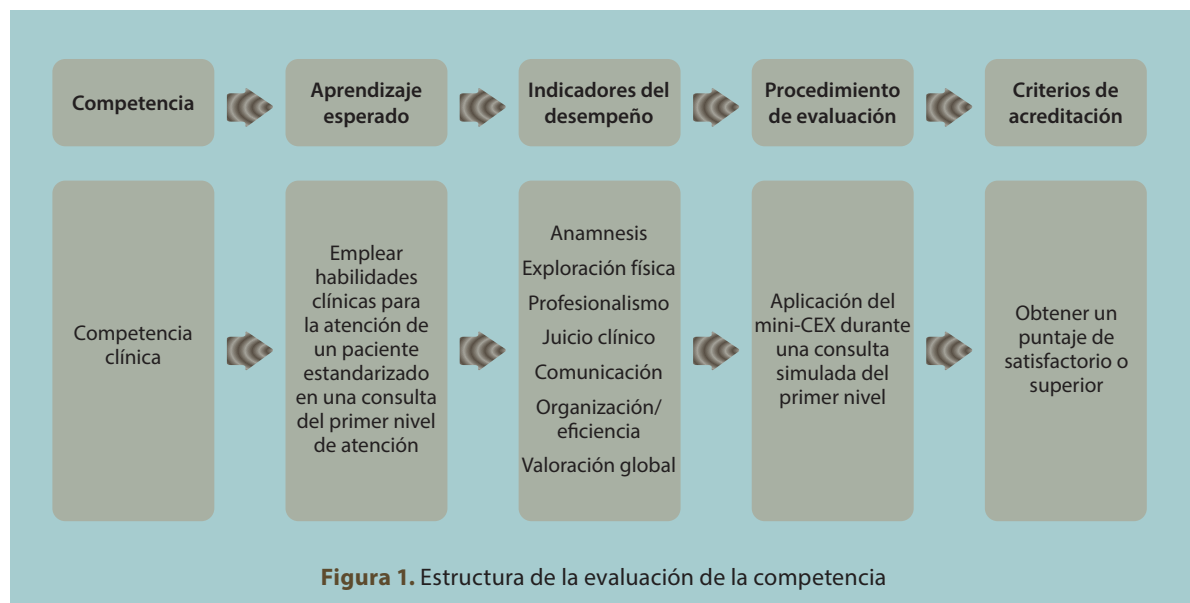 Competencia
Aprendizaje
esperado
Indicadores del
desempeño
Procedimiento
de evaluación
Criterios de
acreditación
Competencia
clínica
Emplear
habilidades
clínicas para
la atención de
un paciente
estandarizado
en una consulta
del primer nivel
de atención
Anamnesis
Exploración física
Profesionalismo
Juicio clínico
Comunicación
Organización/
eficiencia
Valoración global
Aplicación del
mini-CEX durante
una consulta
simulada del
primer nivel
Obtener un
puntaje de
satisfactorio o
superior
Figura 1. Estructura de la evaluación de la competencia